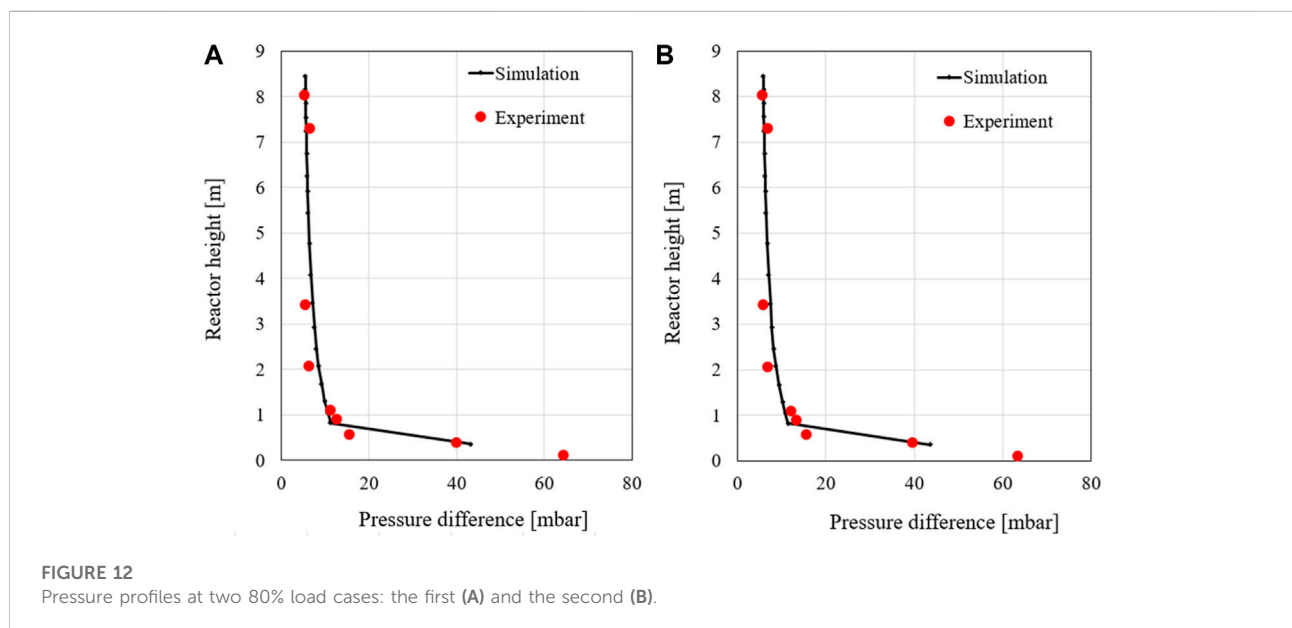 A
9
8
7
6
5
4
3
2
1
0
Reactor height [m]
Simulation
Experiment
0 20 40 60 80
Pressure difference [mbar]
B
9
8
7
6
5
4
3
2
1
0
Reactor height [m]
Simulation
Experiment
0 20 40 60 80
Pressure difference [mbar]
FIGURE 12
Pressure profiles at two 80% load cases: the first (A) and the second (B).